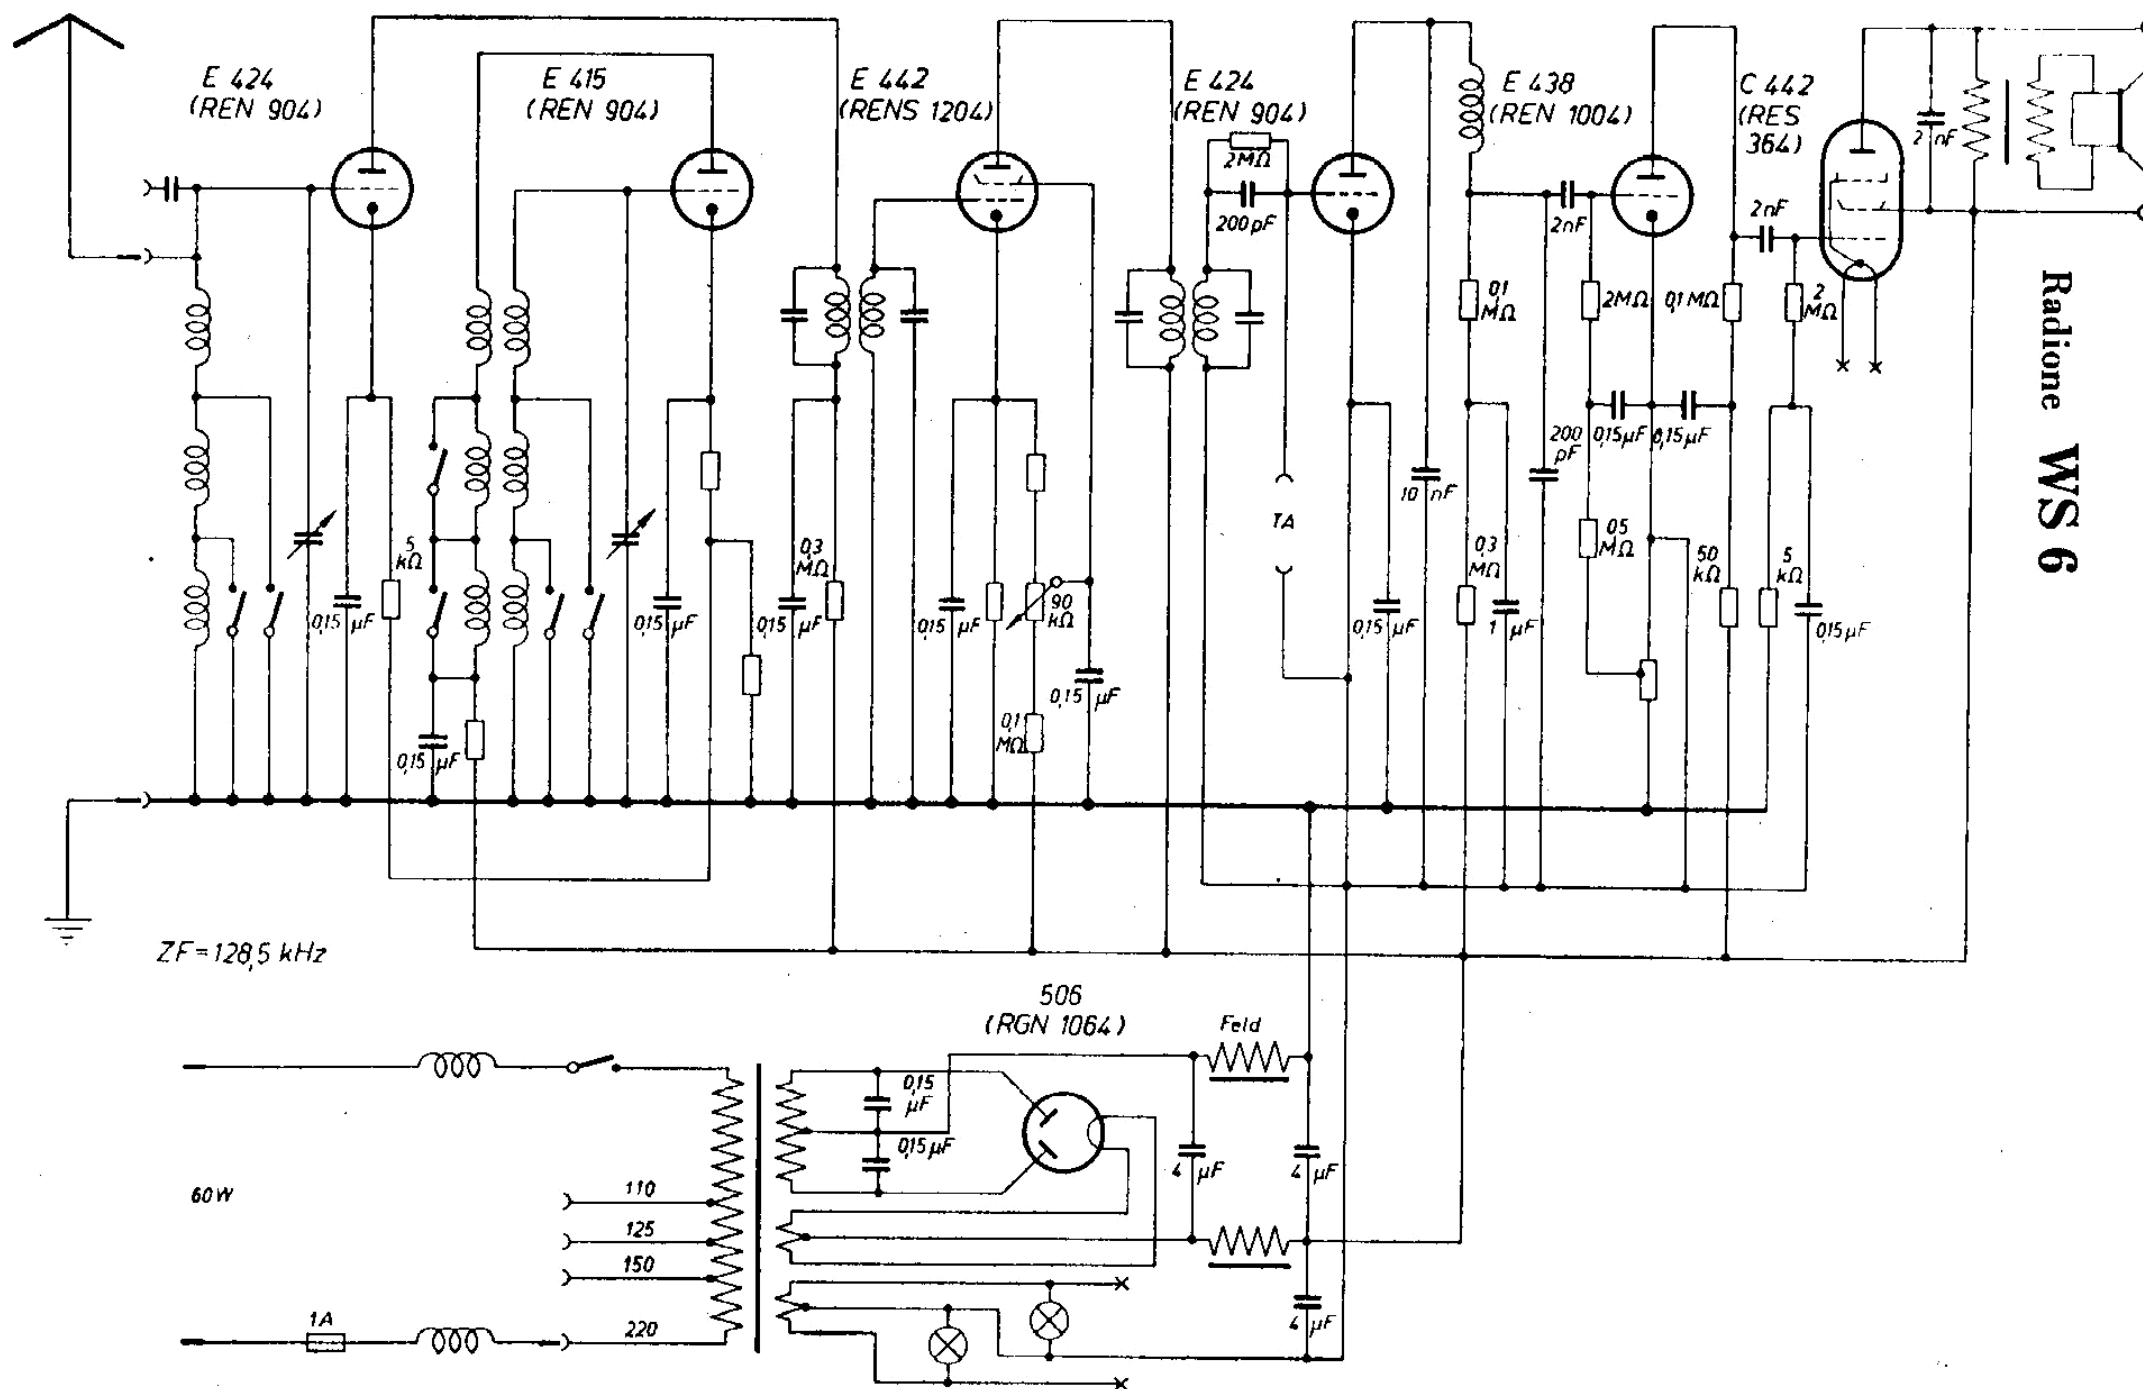 E 424
(REN 904)
E 415
(REN 904)
E 442
(RENS 1204)
E 424
(REN 904)
E 438
(REN 1004)
C 442
(RES
364)
2 nF
2MΩ
200pF
2nF
2nF
0,1
MΩ
2MΩ
0,1 MΩ
2
MΩ
Radione WS 6
200
pF
0,15µF
0,15µF
10 nF
TA
5
kΩ
0,3
MΩ
0,3
MΩ
0,5
MΩ
50
kΩ
5
kΩ
0,15 µF
0,15 µF
0,15 µF
0,15 µF
90
kΩ
0,15 µF
1 µF
0,15µF
0,15 µF
0,1
MΩ
0,15 µF
ZF=128,5 kHz
506
(RGN 1064)
Feld
0,15
µF
0,15µF
4 µF
4 µF
60W
110
125
150
1A
220
4 µF